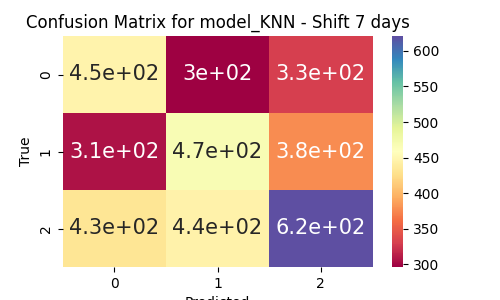 Confusion Matrix for model_KNN - Shift 7 days
True
0 4.5e+02 3e+02 3.3e+02
1 3.1e+02 4.7e+02 3.8e+02
2 4.3e+02 4.4e+02 6.2e+02
0 1 2
Predicted
600
550
500
450
400
350
300